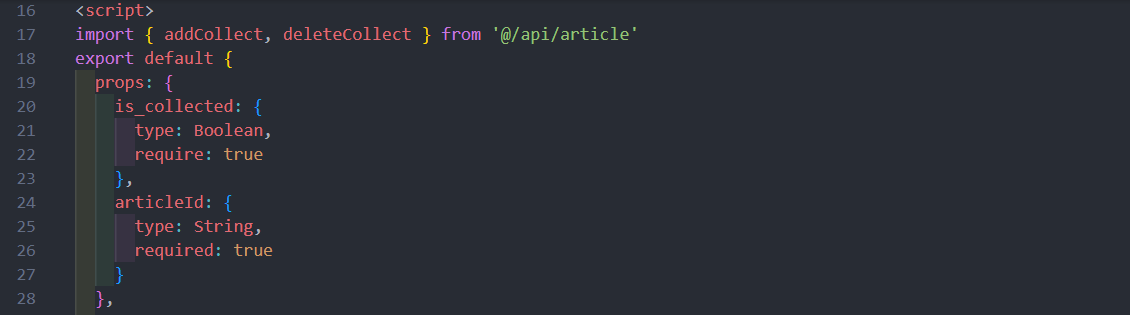 16 <script>
17 import { addCollect, deleteCollect } from '@/api/article'
18 export default {
19 props: {
20 is_collected: {
21 type: Boolean,
22 require: true
23 },
24 articleId: {
25 type: String,
26 required: true
27 }
28 },